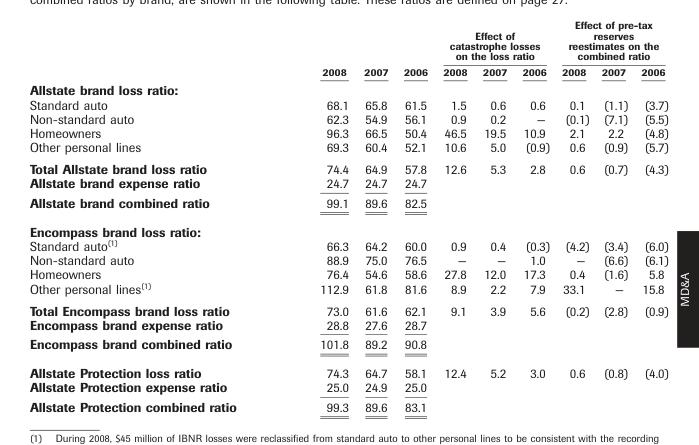 combined ratios by brand, are shown in the following table. These ratios are defined on page 27.
Effect of pre-tax
Effect of reserves
catastrophe losses reestimates on the
on the loss ratio combined ratio
2008 2007 2006 2008 2007 2006 2008 2007 2006
Allstate brand loss ratio:
Standard auto 68.1 65.8 61.5 1.5 0.6 0.6 0.1 (1.1) (3.7)
Non-standard auto 62.3 54.9 56.1 0.9 0.2 — (0.1) (7.1) (5.5)
Homeowners 96.3 66.5 50.4 46.5 19.5 10.9 2.1 2.2 (4.8)
Other personal lines 69.3 60.4 52.1 10.6 5.0 (0.9) 0.6 (0.9) (5.7)
Total Allstate brand loss ratio 74.4 64.9 57.8 12.6 5.3 2.8 0.6 (0.7) (4.3)
Allstate brand expense ratio 24.7 24.7 24.7
Allstate brand combined ratio 99.1 89.6 82.5
Encompass brand loss ratio:
Standard auto(1) 66.3 64.2 60.0 0.9 0.4 (0.3) (4.2) (3.4) (6.0)
Non-standard auto 88.9 75.0 76.5 — — 1.0 — (6.6) (6.1)
Homeowners 76.4 54.6 58.6 27.8 12.0 17.3 0.4 (1.6) 5.8
Other personal lines(1) 112.9 61.8 81.6 8.9 2.2 7.9 33.1 — 15.8
Total Encompass brand loss ratio 73.0 61.6 62.1 9.1 3.9 5.6 (0.2) (2.8) (0.9)
Encompass brand expense ratio 28.8 27.6 28.7
Encompass brand combined ratio 101.8 89.2 90.8
Allstate Protection loss ratio 74.3 64.7 58.1 12.4 5.2 3.0 0.6 (0.8) (4.0)
Allstate Protection expense ratio 25.0 24.9 25.0
Allstate Protection combined ratio 99.3 89.6 83.1
(1) During 2008, $45 million of IBNR losses were reclassified from standard auto to other personal lines to be consistent with the recording
MD&A